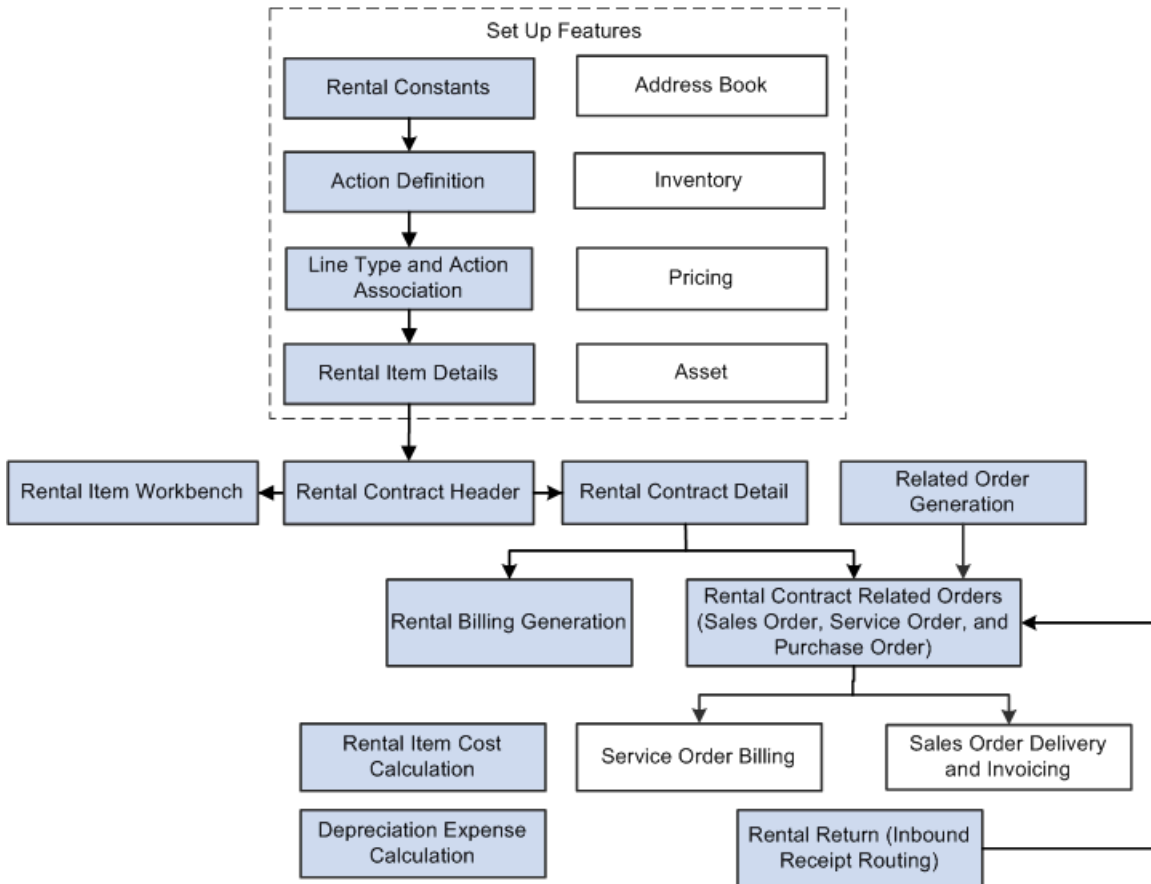 Set Up Features
Rental Constants
Address Book
Action Definition
Inventory
Line Type and Action
Association
Pricing
Rental Item Details
Asset
Rental Item Workbench
Rental Contract Header
Rental Contract Detail
Related Order
Generation
Rental Billing Generation
Rental Contract Related Orders
(Sales Order, Service Order, and
Purchase Order)
Rental Item Cost
Calculation
Service Order Billing
Sales Order Delivery
and Invoicing
Depreciation Expense
Calculation
Rental Return (Inbound
Receipt Routing)